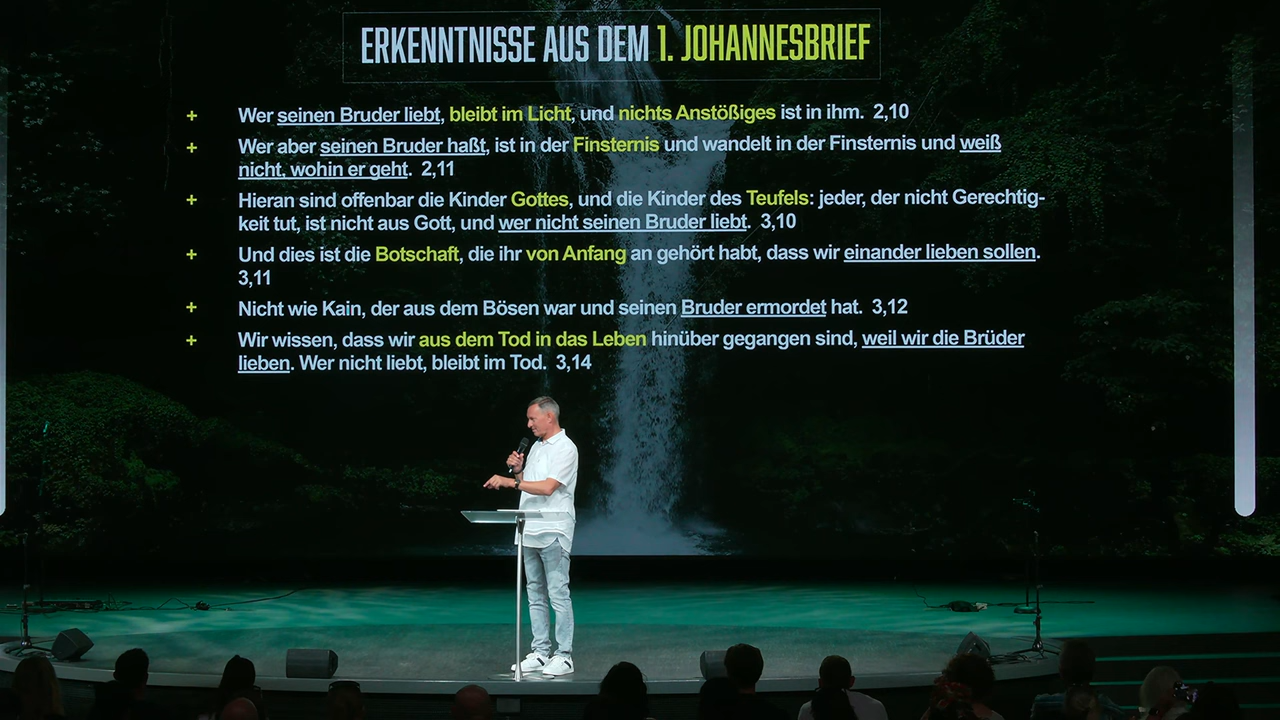 ERKENNTNISSE AUS DEM 1. JOHANNESBRIEF
+ Wer seinen Bruder liebt, bleibt im Licht, und nichts Anstößiges ist in ihm. 2,10
+ Wer aber seinen Bruder haßt, ist in der Finsternis und wandelt in der Finsternis und weiß
nicht, wohin er geht. 2,11
+ Hieran sind offenbar die Kinder Gottes, und die Kinder des Teufels: jeder, der nicht Gerechtig-
keit tut, ist nicht aus Gott, und wer nicht seinen Bruder liebt. 3,10
+ Und dies ist die Botschaft, die ihr von Anfang an gehört habt, dass wir einander lieben sollen.
3,11
+ Nicht wie Kain, der aus dem Bösen war und seinen Bruder ermordet hat. 3,12
+ Wir wissen, dass wir aus dem Tod in das Leben hinüber gegangen sind, weil wir die Brüder
lieben. Wer nicht liebt, bleibt im Tod. 3,14